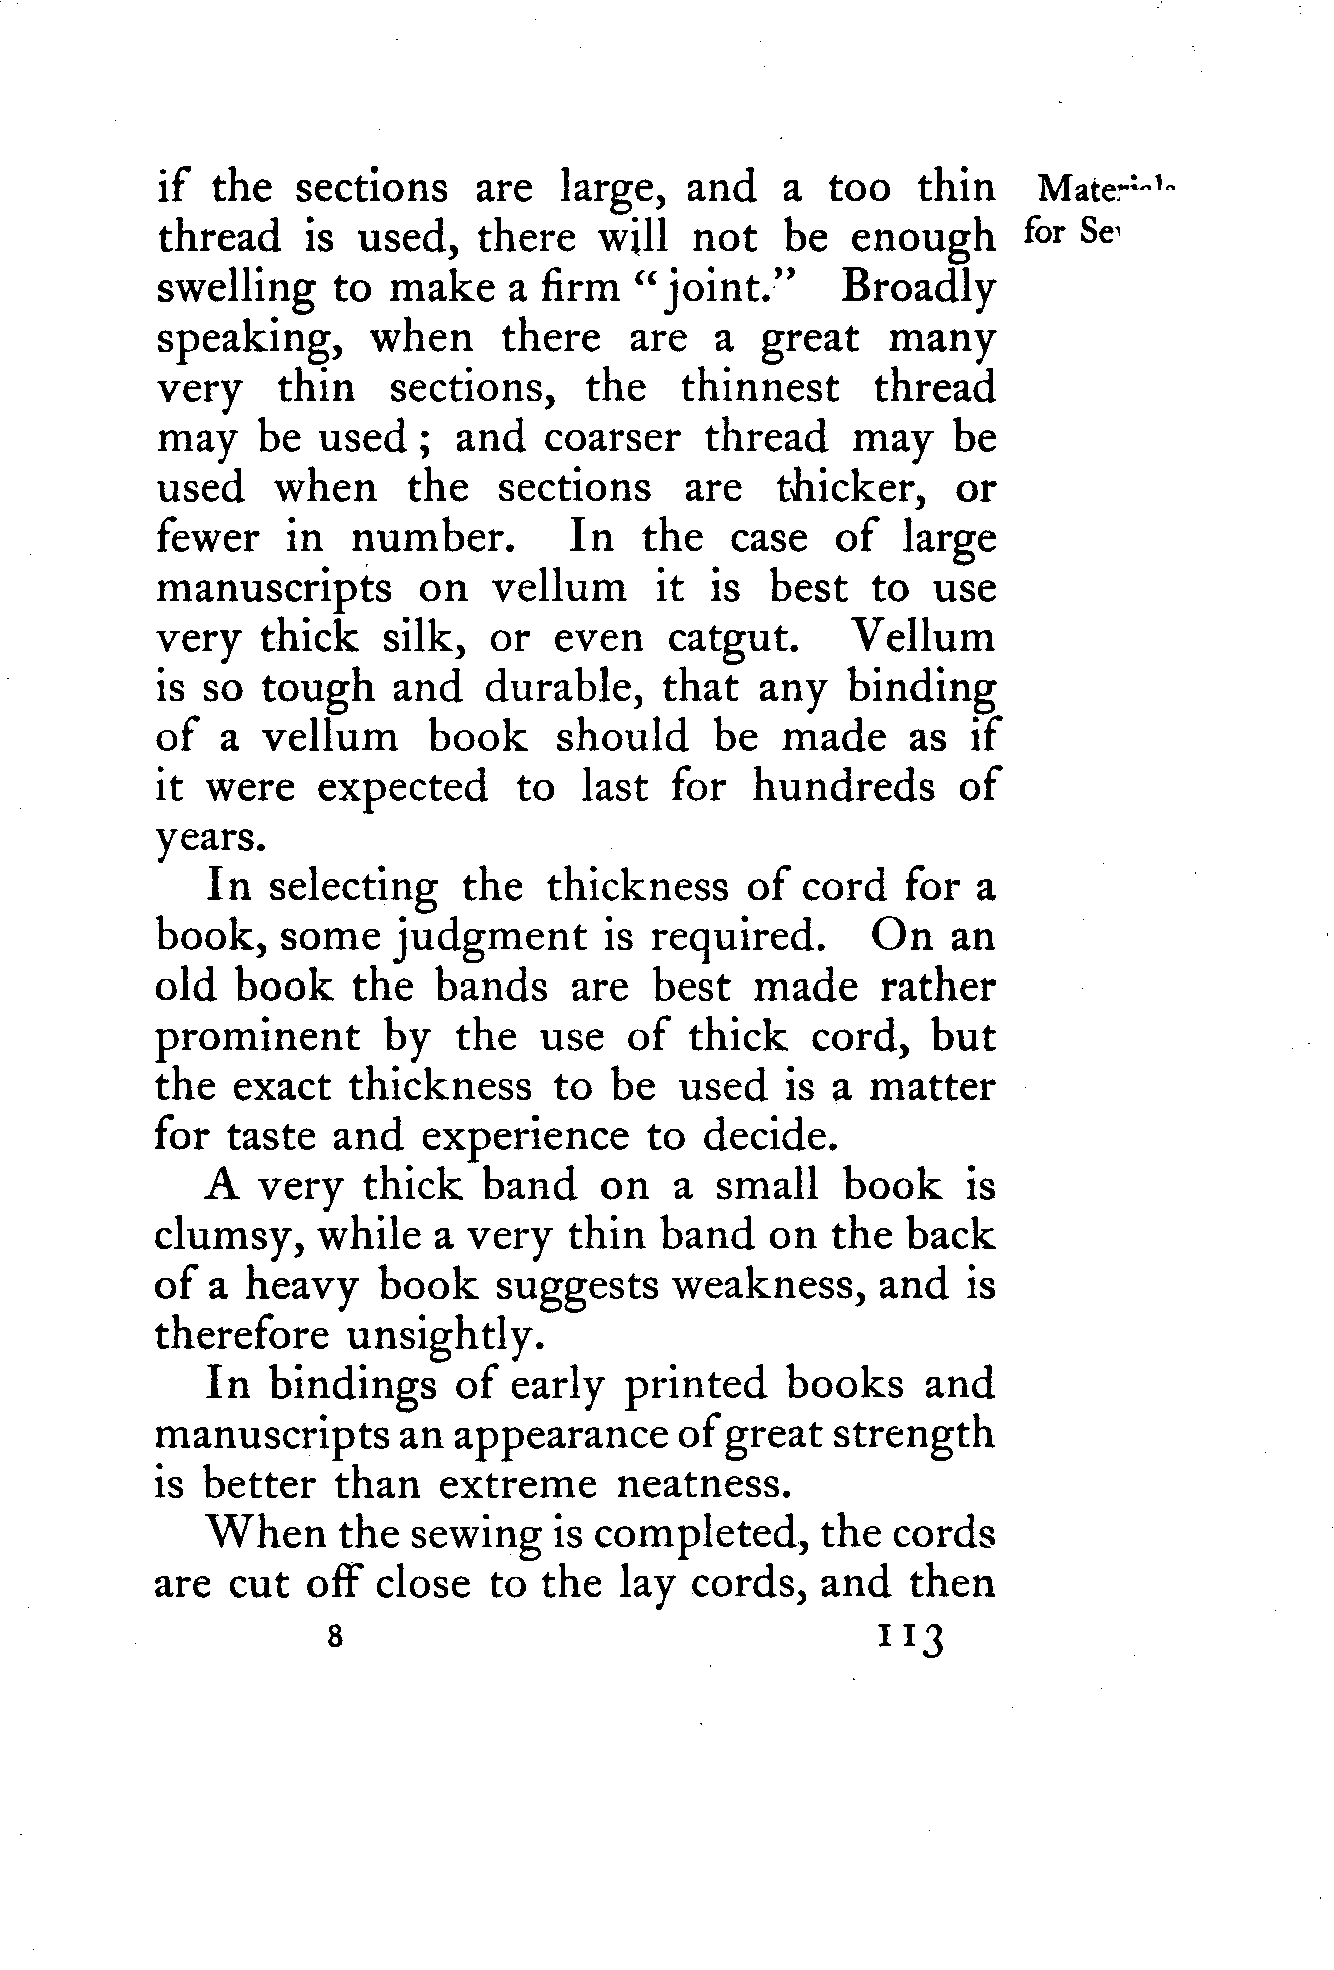 if the sections are large, and a too thin
thread is used, there will not be enough
swelling to make a firm “joint.” Broadly
speaking, when there are a great many
very thin sections, the thinnest thread
may be used; and coarser thread may be
used when the sections are thicker, or
fewer in number. In the case of large
manuscripts on vellum it is best to use
very thick silk, or even catgut. Vellum
is so tough and durable, that any binding
of a vellum book should be made as if
it were expected to last for hundreds of
years.
In selecting the thickness of cord for a
book, some judgment is required. On an
old book the bands are best made rather
prominent by the use of thick cord, but
the exact thickness to be used is a matter
for taste and experience to decide.
A very thick band on a small book is
clumsy, while a very thin band on the back
of a heavy book suggests weakness, and is
therefore unsightly.
In bindings of early printed books and
manuscripts an appearance of great strength
is better than extreme neatness.
When the sewing is completed, the cords
are cut off close to the lay cords, and then
8 113
for